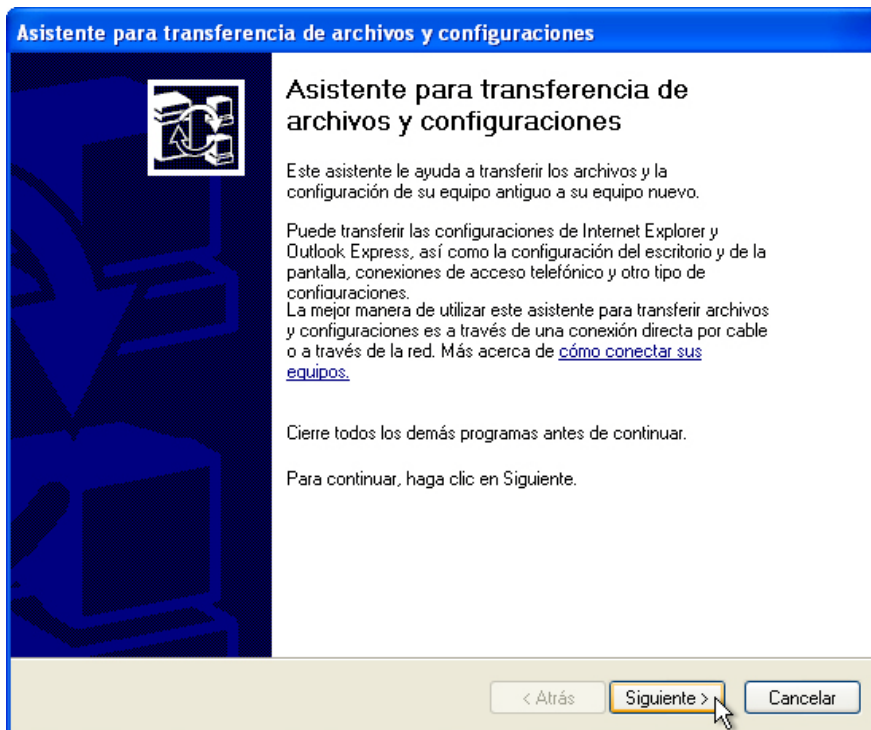 Asistente para transferencia de archivos y configuraciones
Asistente para transferencia de
archivos y configuraciones
Este asistente le ayuda a transferir los archivos y la
configuración de su equipo antiguo a su equipo nuevo.
Puede transferir las configuraciones de Internet Explorer y
Outlook Express, así como la configuración del escritorio y de la
pantalla, conexiones de acceso telefónico y otro tipo de
configuraciones.
La mejor manera de utilizar este asistente para transferir archivos
y configuraciones es a través de una conexión directa por cable
o a través de la red. Más acerca de cómo conectar sus
equipos.
Cierre todos los demás programas antes de continuar.
Para continuar, haga clic en Siguiente.
< Atrás Siguiente > Cancelar